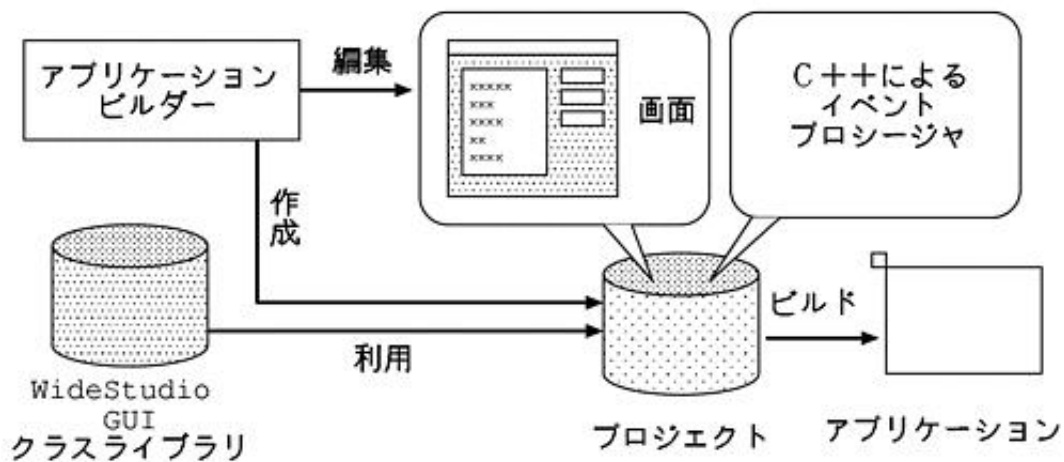 アプリケーション
ビルダー
編集
xxxxx
xxx
xxxx
xx
xxxx
画面
C++による
イベント
プロシージャ
作成
利用
ビルド
WideStudio
GUI
クラスライブラリ
プロジェクト
アプリケーション